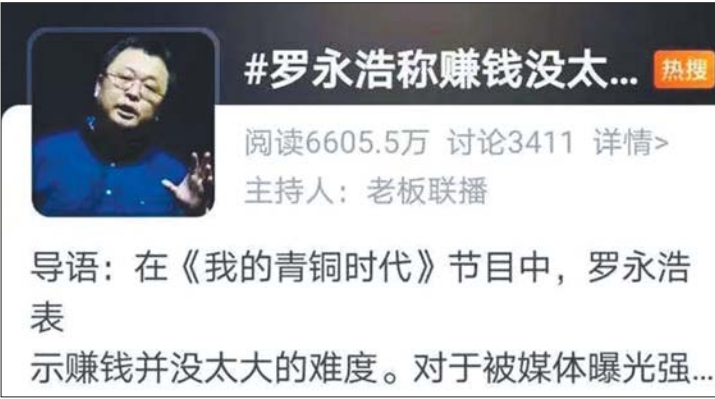 #罗永浩称赚钱没太...
热搜
阅读6605.5万 讨论3411 详情>
主持人：老板联播
导语：在《我的青铜时代》节目中，罗永浩
表
示赚钱并没太大的难度。对于被媒体曝光强...